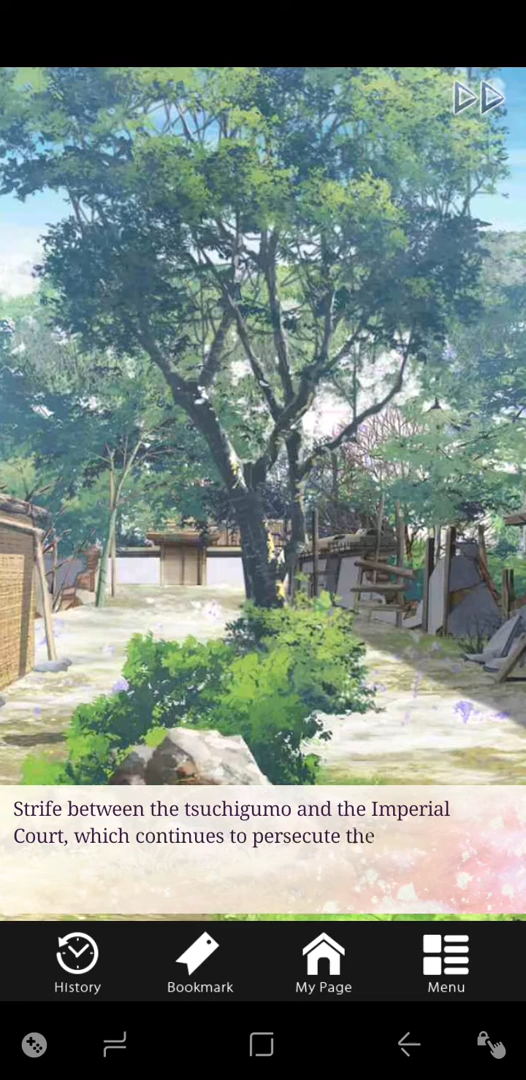 Strife between the tsuchigumo and the Imperial
Court, which continues to persecute the
History
Bookmark
My Page
Menu